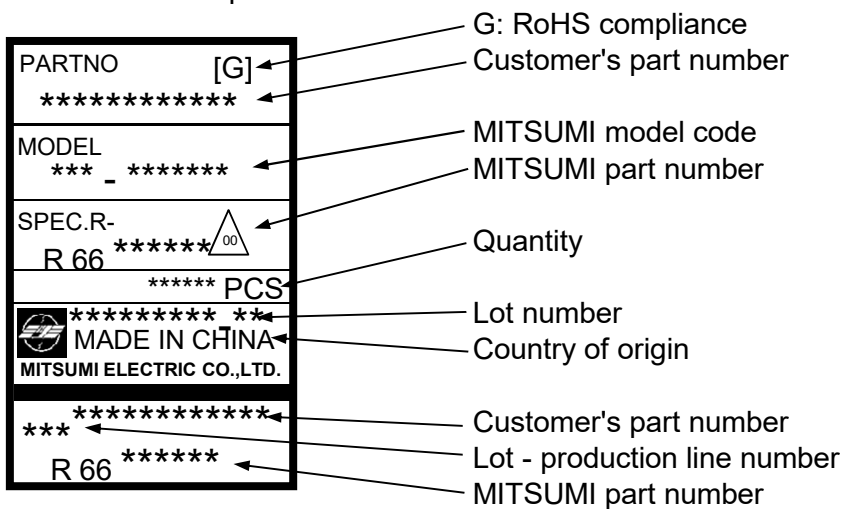 G: RoHS compliance
PARTNO [G]
Customer's part number
************
MITSUMI model code
MODEL
*** - *******
MITSUMI part number
SPEC.R-
R 66 ****** 00
Quantity
****** PCS
*********-**
Lot number
MADE IN CHINA
Country of origin
MITSUMI ELECTRIC CO.,LTD.
************
Customer's part number
***
Lot - production line number
R 66 ******
MITSUMI part number